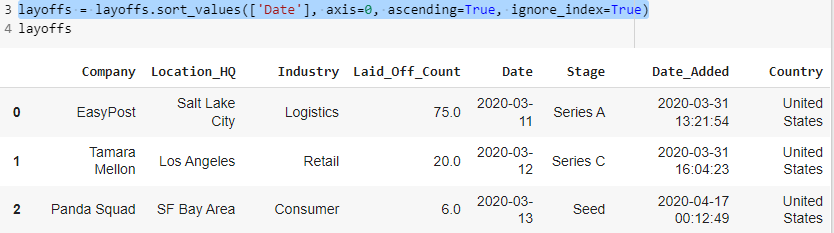 3 layoffs = layoffs.sort_values(['Date'], axis=0, ascending=True, ignore_index=True)
4 layoffs
Company Location_HQ Industry Laid_Off_Count Date Stage Date_Added Country
0 EasyPost Salt Lake City Logistics 75.0 2020-03-11 Series A 2020-03-31 13:21:54 United States
1 Tamara Mellon Los Angeles Retail 20.0 2020-03-12 Series C 2020-03-31 16:04:23 United States
2 Panda Squad SF Bay Area Consumer 6.0 2020-03-13 Seed 2020-04-17 00:12:49 United States